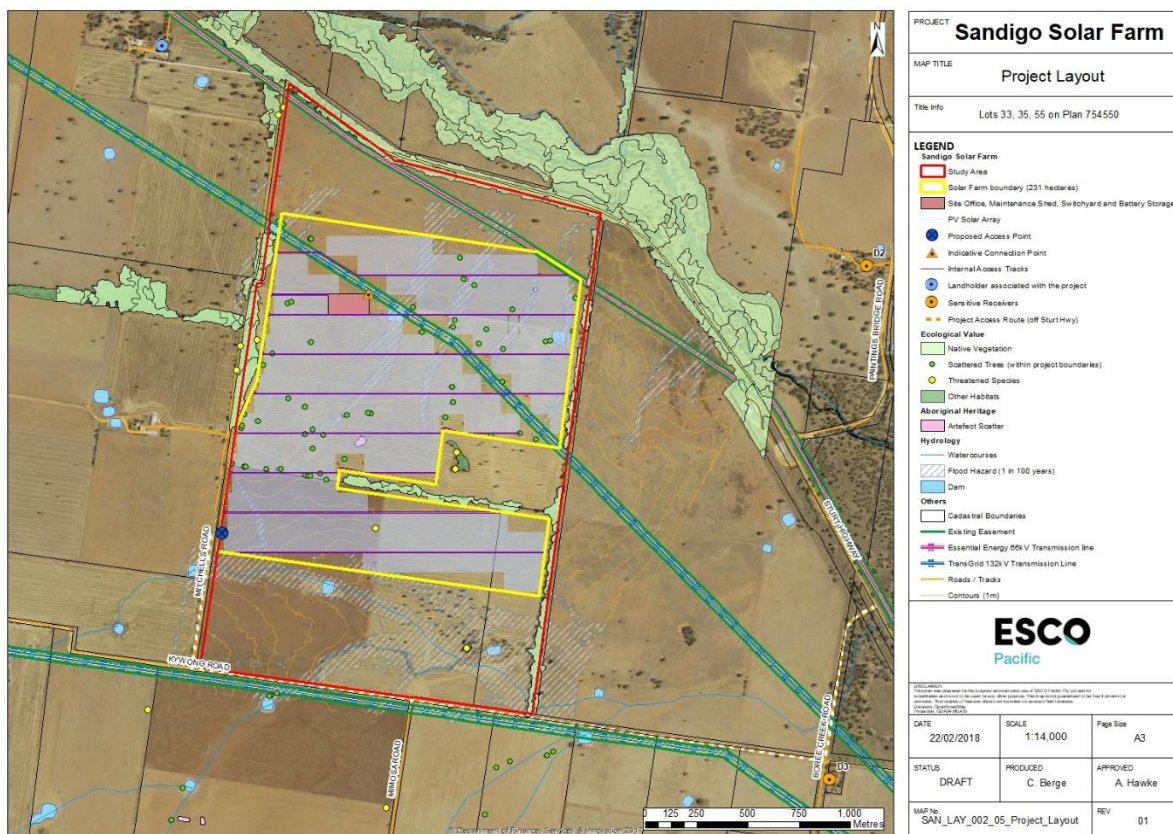 N
D2
PAINTINGS BRIDGE ROAD
STURT HIGHWAY
MITCHELLS ROAD
KYWONG ROAD
MIMOSA ROAD
BOREE CREEK ROAD
D3
0 125 250 500 750 1,000
Metres
© Department of Finance, Services & Innovation 2017
PROJECT
Sandigo Solar Farm
MAP TITLE
Project Layout
Title Info
Lots 33, 35, 55 on Plan 754550
LEGEND
Sandigo Solar Farm
Study Area
Solar Farm boundary (231 hectares)
Site Office, Maintenance Shed, Switchyard and Battery Storage
PV Solar Array
Proposed Access Point
Indicative Connection Point
Internal Access Tracks
Landholder associated with the project
Sensitive Receivers
Project Access Route (off Sturt Hwy)
Ecological Value
Native Vegetation
Scattered Trees (within project boundaries)
Threatened Species
Other Habitats
Aboriginal Heritage
Artefact Scatter
Hydrology
Watercourses
Flood Hazard (1 in 100 years)
Dam
Others
Cadastral Boundaries
Existing Easement
Essential Energy 66kV Transmission line
TransGrid 132kV Transmission Line
Roads / Tracks
Contours (1m)
ESCO
Pacific
DISCLAIMER
DATE
22/02/2018
SCALE
1:14,000
Page Size
A3
STATUS
DRAFT
PRODUCED
C. Berge
APPROVED
A. Hawke
MAP No.
SAN_LAY_002_05_Project_Layout
REV
01